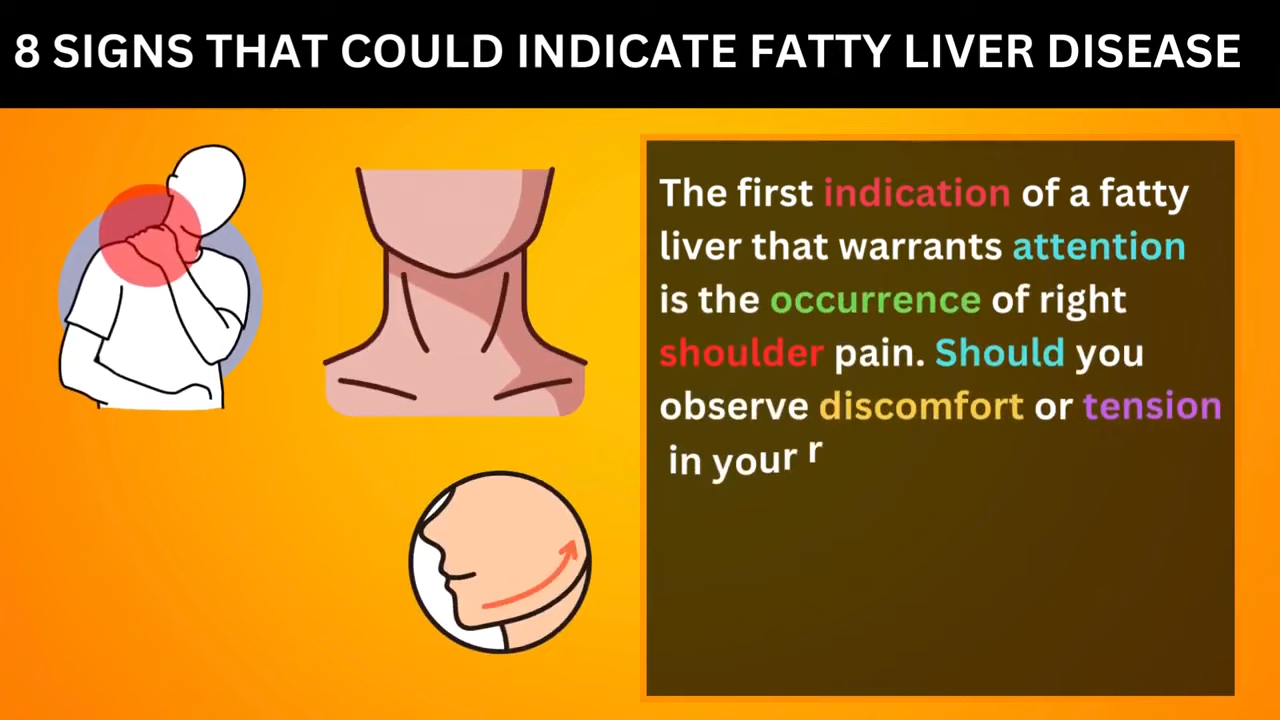 8 SIGNS THAT COULD INDICATE FATTY LIVER DISEASE
The first indication of a fatty
liver that warrants attention
is the occurrence of right
shoulder pain. Should you
observe discomfort or tension
in your r